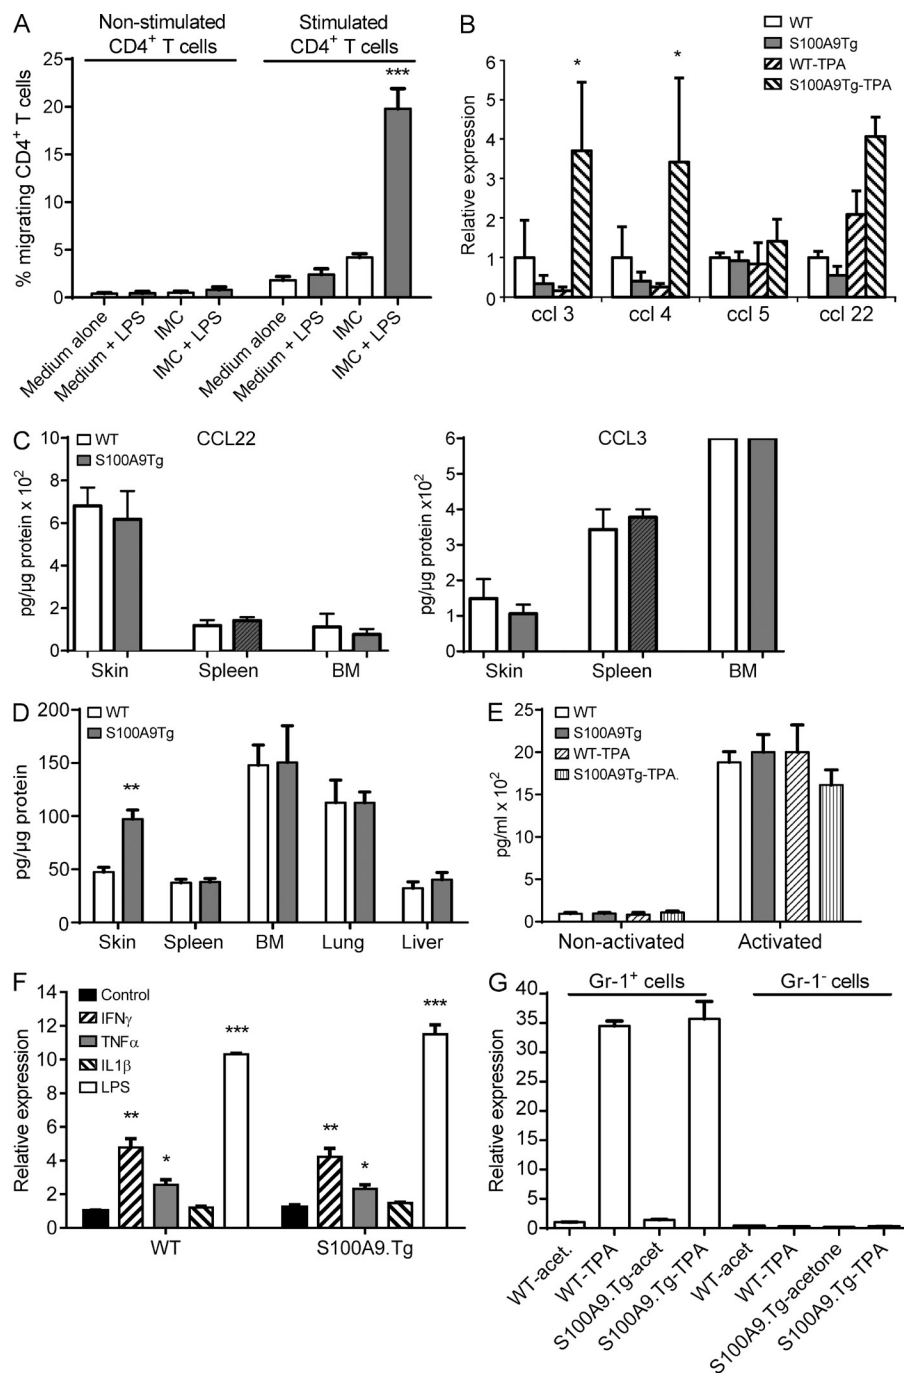 A
Non-stimulated
CD4+ T cells
Stimulated
CD4+ T cells
% migrating CD4+ T cells
25
20
15
10
5
0
***
Medium alone
Medium + LPS
IMC
IMC + LPS
Medium alone
Medium + LPS
IMC
IMC + LPS
B
WT
S100A9Tg
WT-TPA
S100A9Tg-TPA
Relative expression
6
5
4
3
2
1
0
*
*
ccl 3
ccl 4
ccl 5
ccl 22
C
WT
S100A9Tg
CCL22
pg/μg protein x 10²
10
8
6
4
2
0
Skin
Spleen
BM
CCL3
pg/μg protein x10²
6
4
3
2
1
0
Skin
Spleen
BM
D
WT
S100A9Tg
pg/μg protein
200
150
100
50
0
**
Skin
Spleen
BM
Lung
Liver
E
WT
S100A9Tg
WT-TPA
S100A9Tg-TPA.
pg/ml x 10²
25
20
15
10
5
0
Non-activated
Activated
F
Control
IFNγ
TNFα
IL1β
LPS
Relative expression
14
12
10
8
6
4
2
0
**
*
***
**
*
***
WT
S100A9.Tg
G
Gr-1+ cells
Gr-1- cells
Relative expression
40
35
30
25
20
15
10
5
0
WT-acet.
WT-TPA
S100A9.Tg-acet
S100A9.Tg-TPA
WT-acet
WT-TPA
S100A9.Tg-acetone
S100A9.Tg-TPA